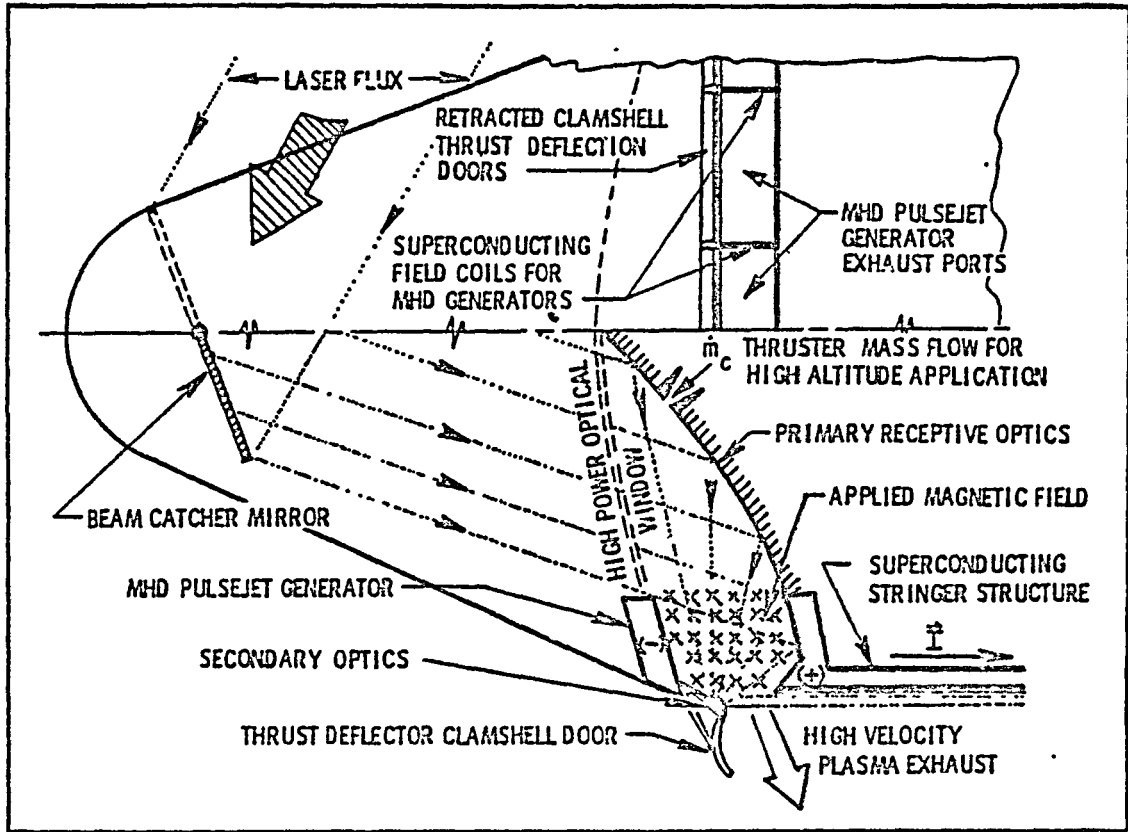 LASER FLUX
RETRACTED CLAMSHELL
THRUST DEFLECTION
DOORS
MHD PULSEJET
GENERATOR
EXHAUST PORTS
SUPERCONDUCTING
FIELD COILS FOR
MHD GENERATORS
ṁc
THRUSTER MASS FLOW FOR
HIGH ALTITUDE APPLICATION
HIGH POWER OPTICAL
WINDOW
PRIMARY RECEPTIVE OPTICS
APPLIED MAGNETIC FIELD
BEAM CATCHER MIRROR
SUPERCONDUCTING
STRINGER STRUCTURE
MHD PULSEJET GENERATOR
I
(-)
SECONDARY OPTICS
(+)
THRUST DEFLECTOR CLAMSHELL DOOR
HIGH VELOCITY
PLASMA EXHAUST